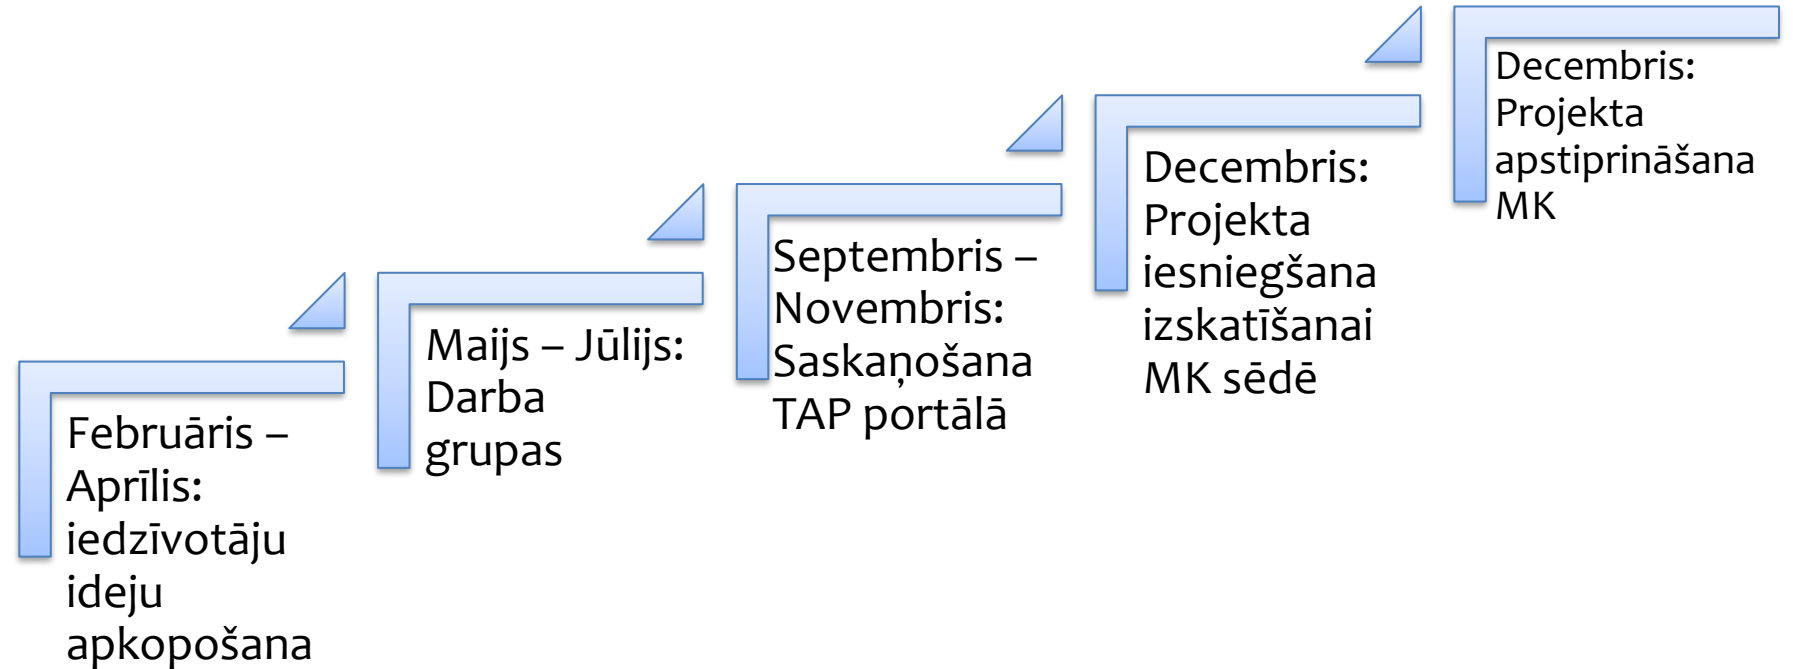 Februāris –
Aprīlis:
iedzīvotāju
ideju
apkopošana
Maijs – Jūlijs:
Darba
grupas
Septembris –
Novembris:
Saskaņošana
TAP portālā
Decembris:
Projekta
iesniegšana
izskatīšanai
MK sēdē
Decembris:
Projekta
apstiprināšana
MK